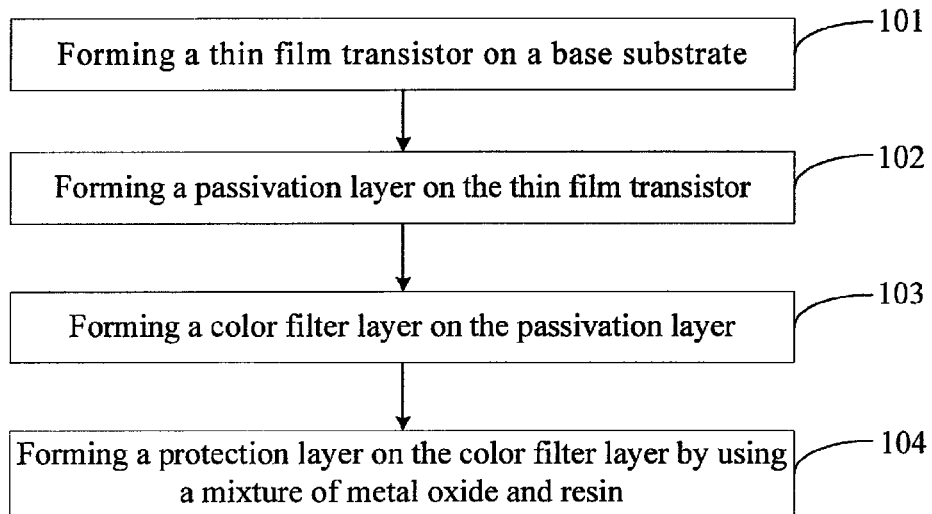 101
Forming a thin film transistor on a base substrate
102
Forming a passivation layer on the thin film transistor
103
Forming a color filter layer on the passivation layer
104
Forming a protection layer on the color filter layer by using
a mixture of metal oxide and resin